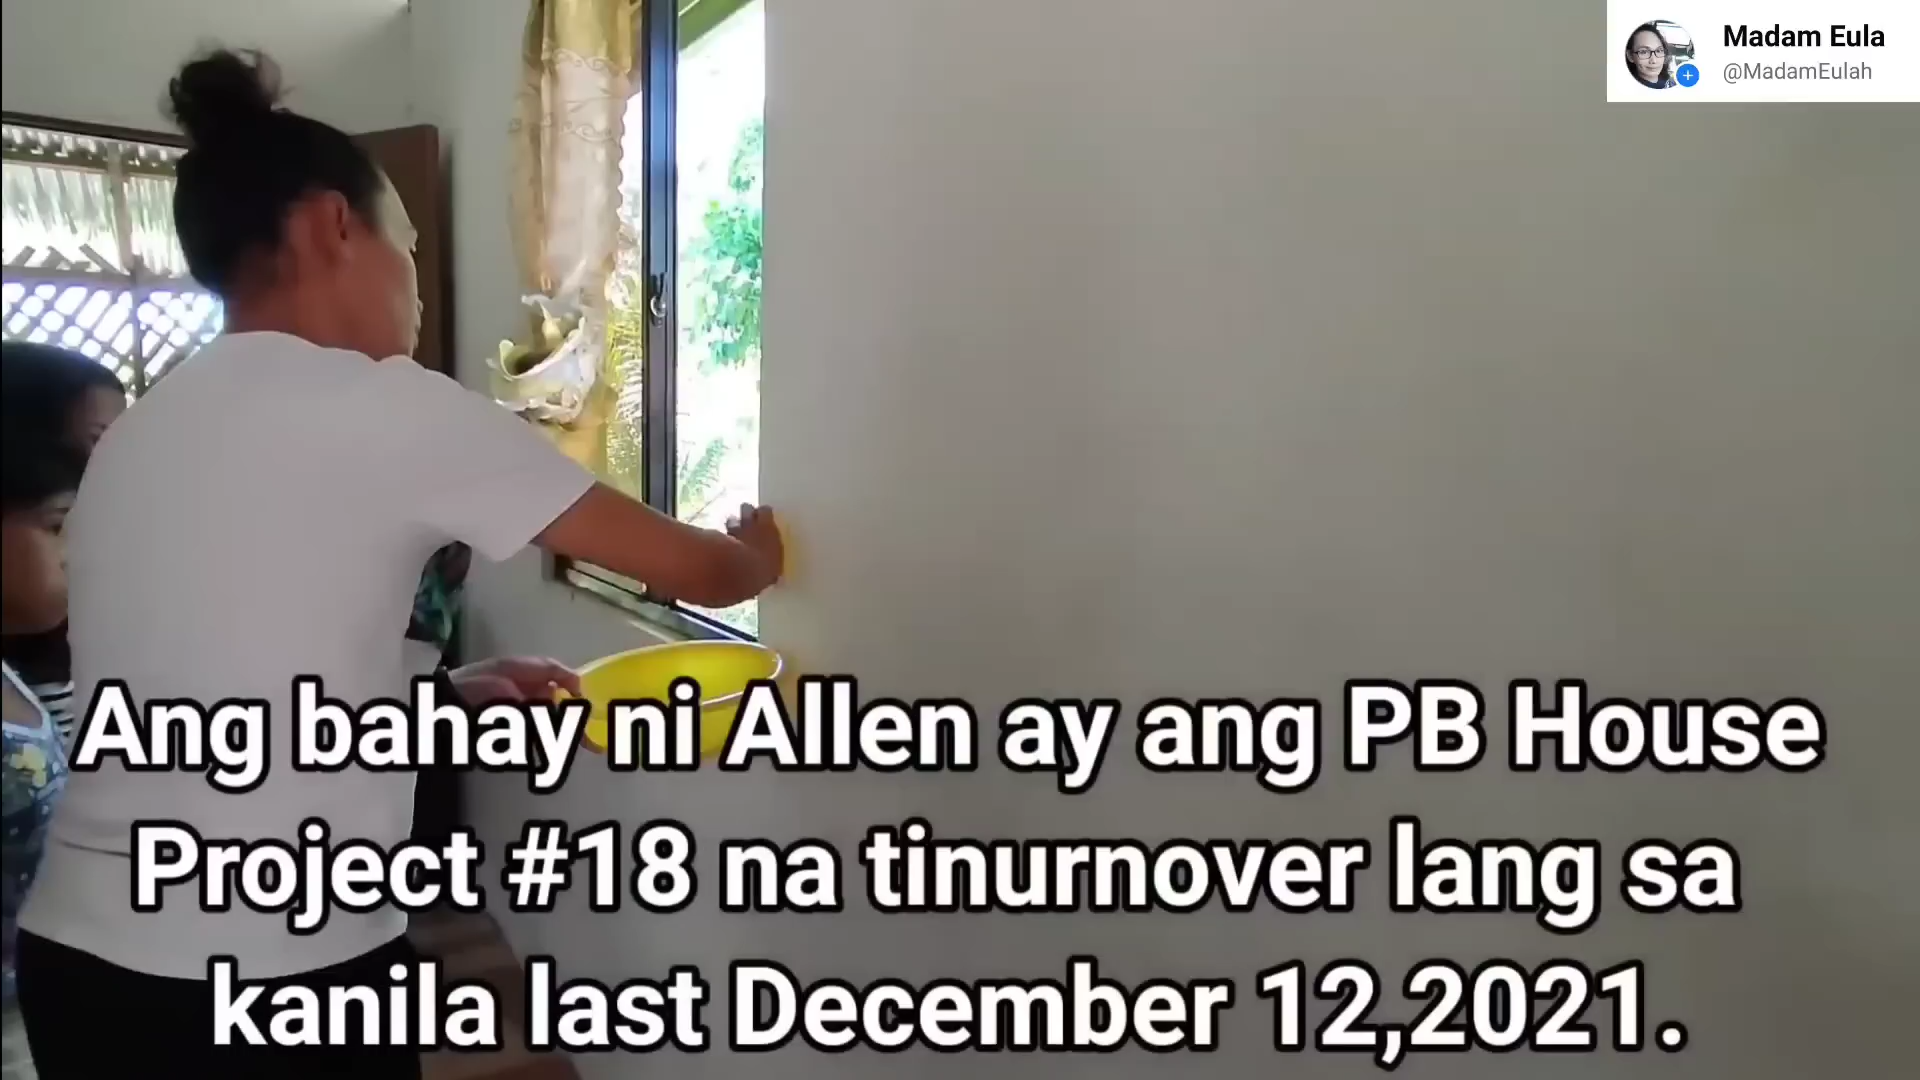 Madam Eula
@MadamEulah
Ang bahay ni Allen ay ang PB House
Project #18 na tinurnover lang sa
kanila last December 12,2021.